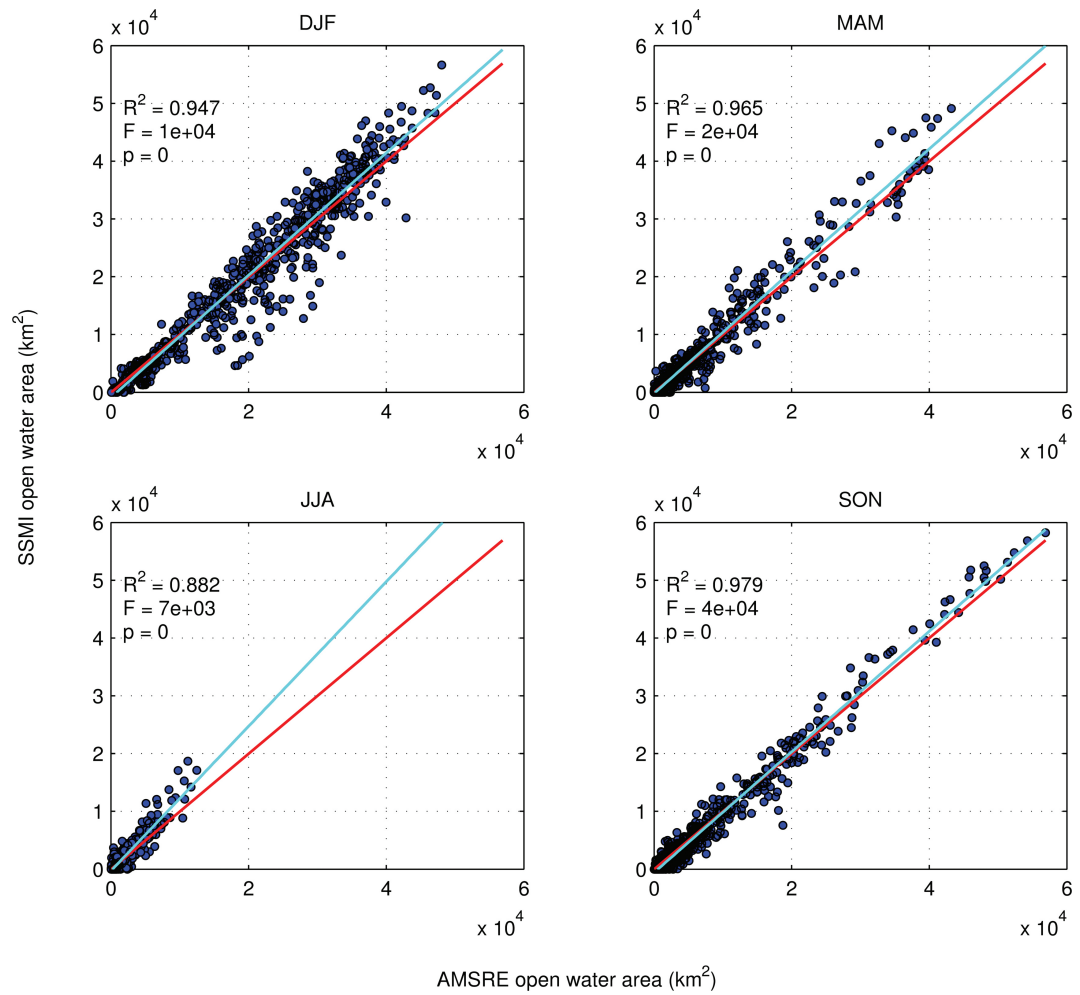 DJF
x 10^4
6
5
4
3
2
1
0
R^2 = 0.947
F = 1e+04
p = 0
0 2 4 6
x 10^4
MAM
x 10^4
6
5
4
3
2
1
0
R^2 = 0.965
F = 2e+04
p = 0
0 2 4 6
x 10^4
SSMI open water area (km^2)
JJA
x 10^4
6
5
4
3
2
1
0
R^2 = 0.882
F = 7e+03
p = 0
0 2 4 6
x 10^4
SON
x 10^4
6
5
4
3
2
1
0
R^2 = 0.979
F = 4e+04
p = 0
0 2 4 6
x 10^4
AMSRE open water area (km^2)